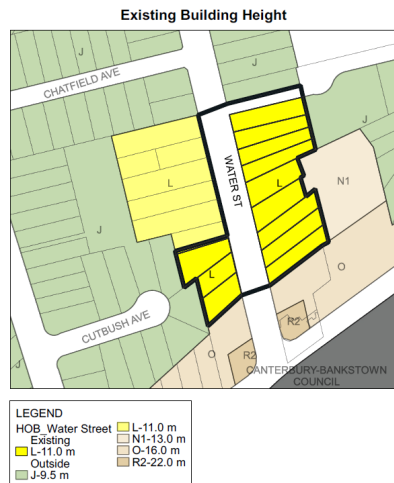 Existing Building Height
J
CHATFIELD AVE
J
L
WATER ST
L
J
N1
J
L
O
CUTBUSH AVE
R2
J
O
R2
CANTERBURY-BANKSTOWN
COUNCIL
LEGEND
HOB_Water Street
Existing
L-11.0 m
Outside
J-9.5 m
L-11.0 m
N1-13.0 m
O-16.0 m
R2-22.0 m